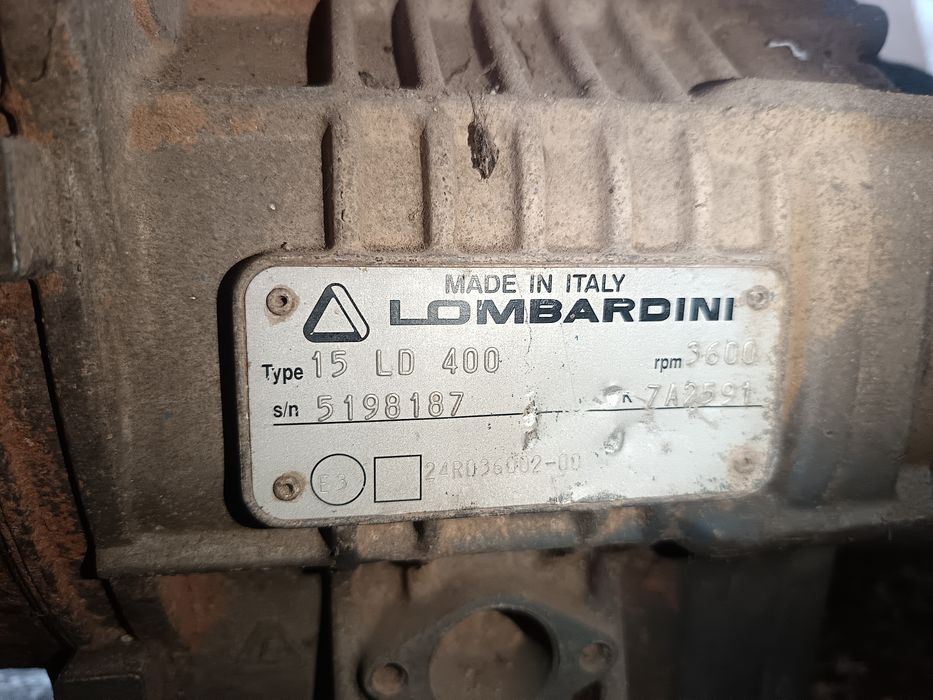 MADE IN ITALY
LOMBARDINI
Type 15 LD 400 rpm 3600
s/n 5198187 K 7A2591
E3 24R036002-00